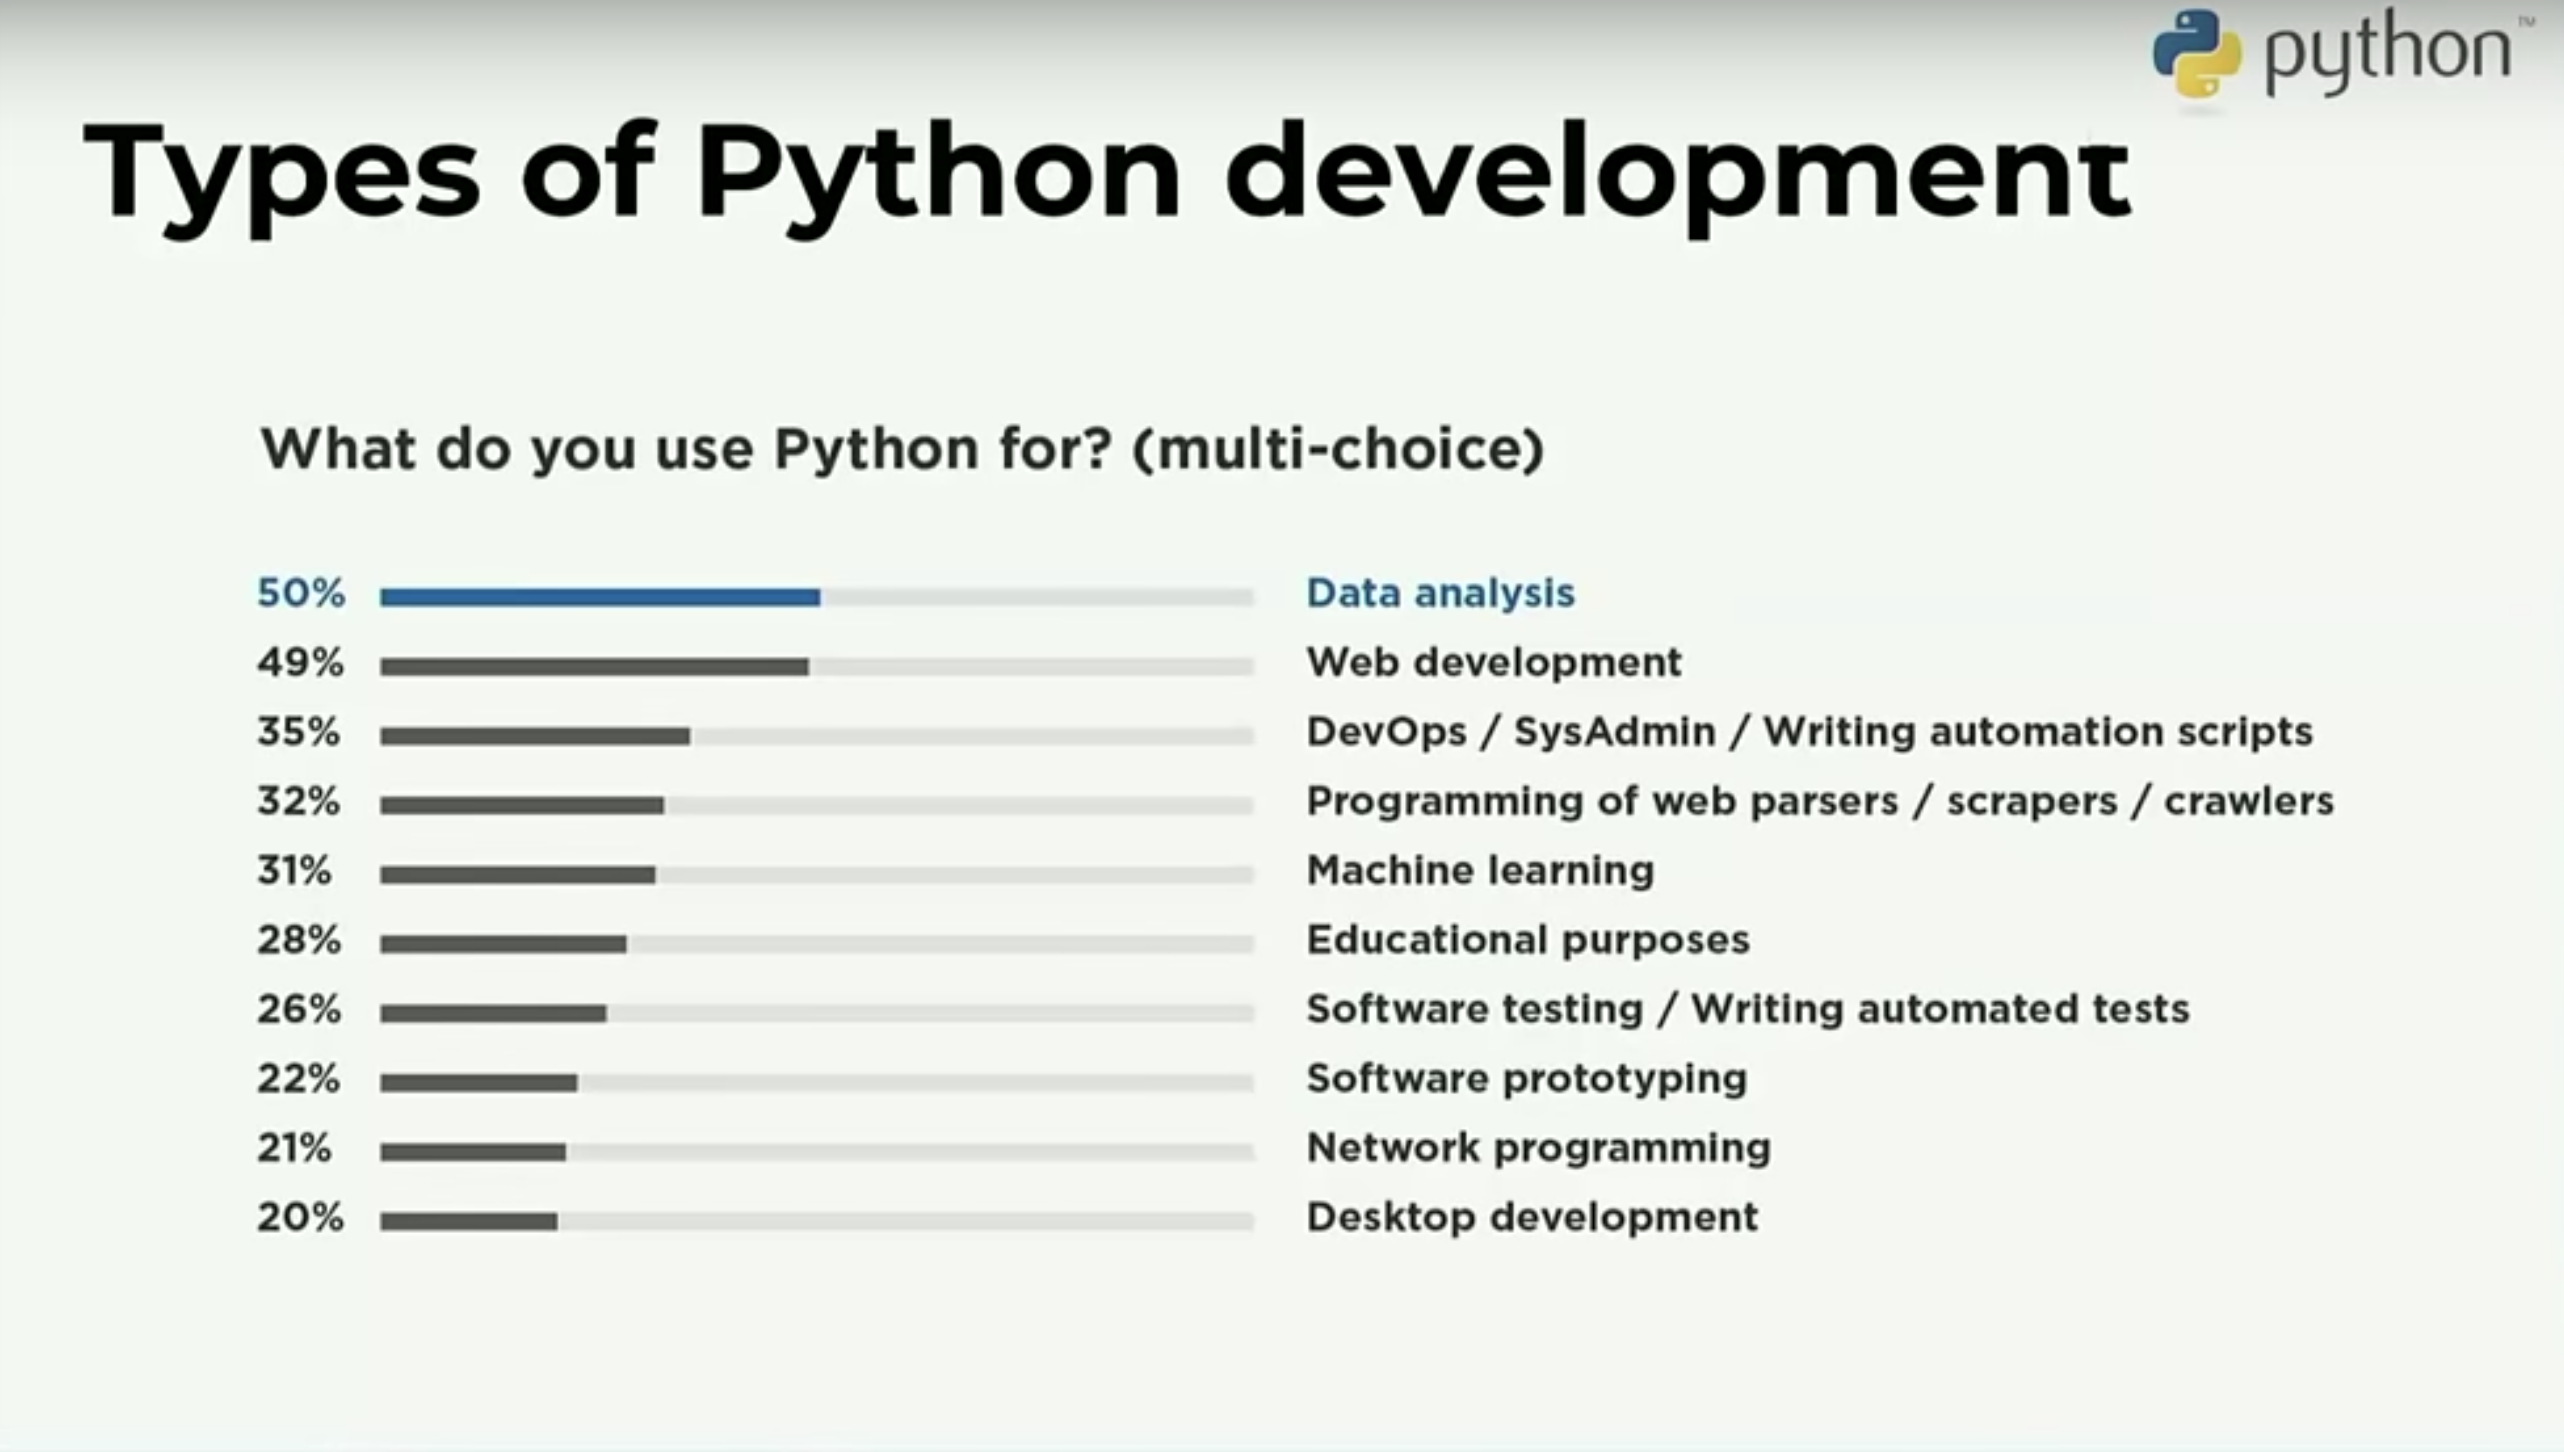 python™
Types of Python development
What do you use Python for? (multi-choice)
50% Data analysis
49% Web development
35% DevOps / SysAdmin / Writing automation scripts
32% Programming of web parsers / scrapers / crawlers
31% Machine learning
28% Educational purposes
26% Software testing / Writing automated tests
22% Software prototyping
21% Network programming
20% Desktop development